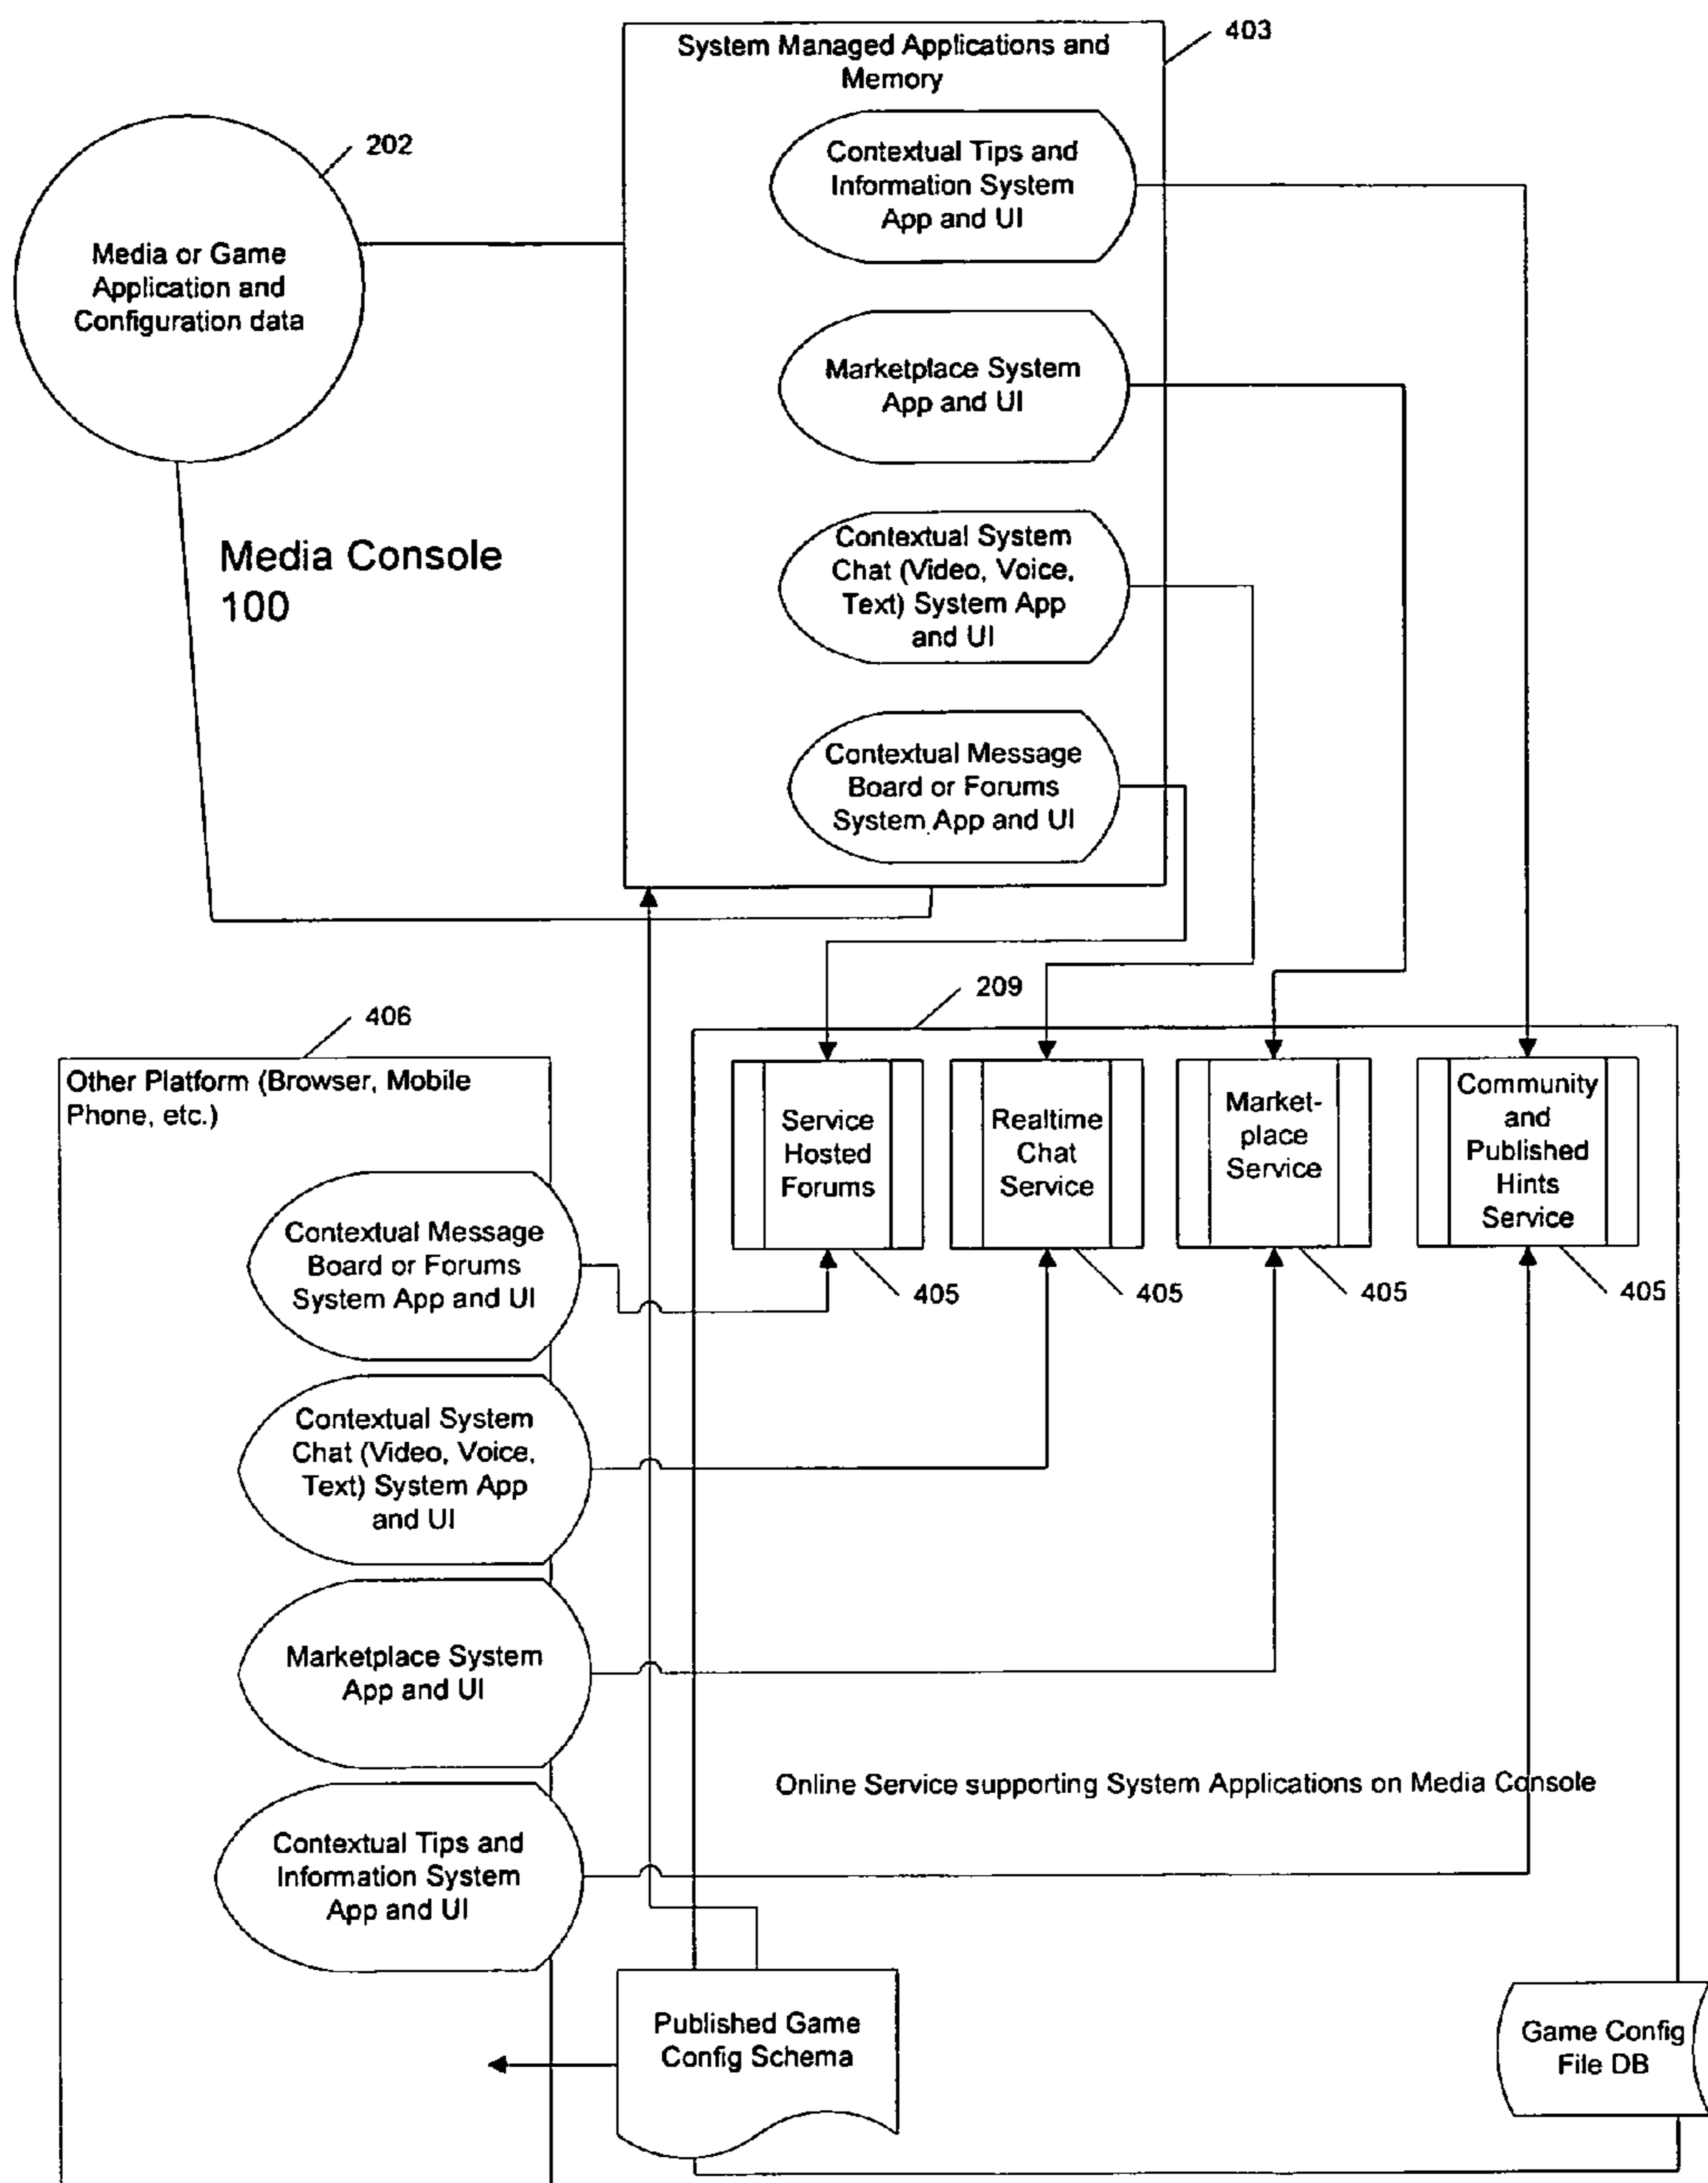 403
System Managed Applications and
Memory
202
Contextual Tips and
Information System
App and UI
Media or Game
Application and
Configuration data
Marketplace System
App and UI
Media Console
100
Contextual System
Chat (Video, Voice,
Text) System App
and UI
Contextual Message
Board or Forums
System App and UI
209
406
Other Platform (Browser, Mobile
Phone, etc.)
Service
Hosted
Forums
Realtime
Chat
Service
Market-
place
Service
Community
and
Published
Hints
Service
405
405
405
405
Contextual Message
Board or Forums
System App and UI
Contextual System
Chat (Video, Voice,
Text) System App
and UI
Marketplace System
App and UI
Online Service supporting System Applications on Media Console
Contextual Tips and
Information System
App and UI
Published Game
Config Schema
Game Config
File DB